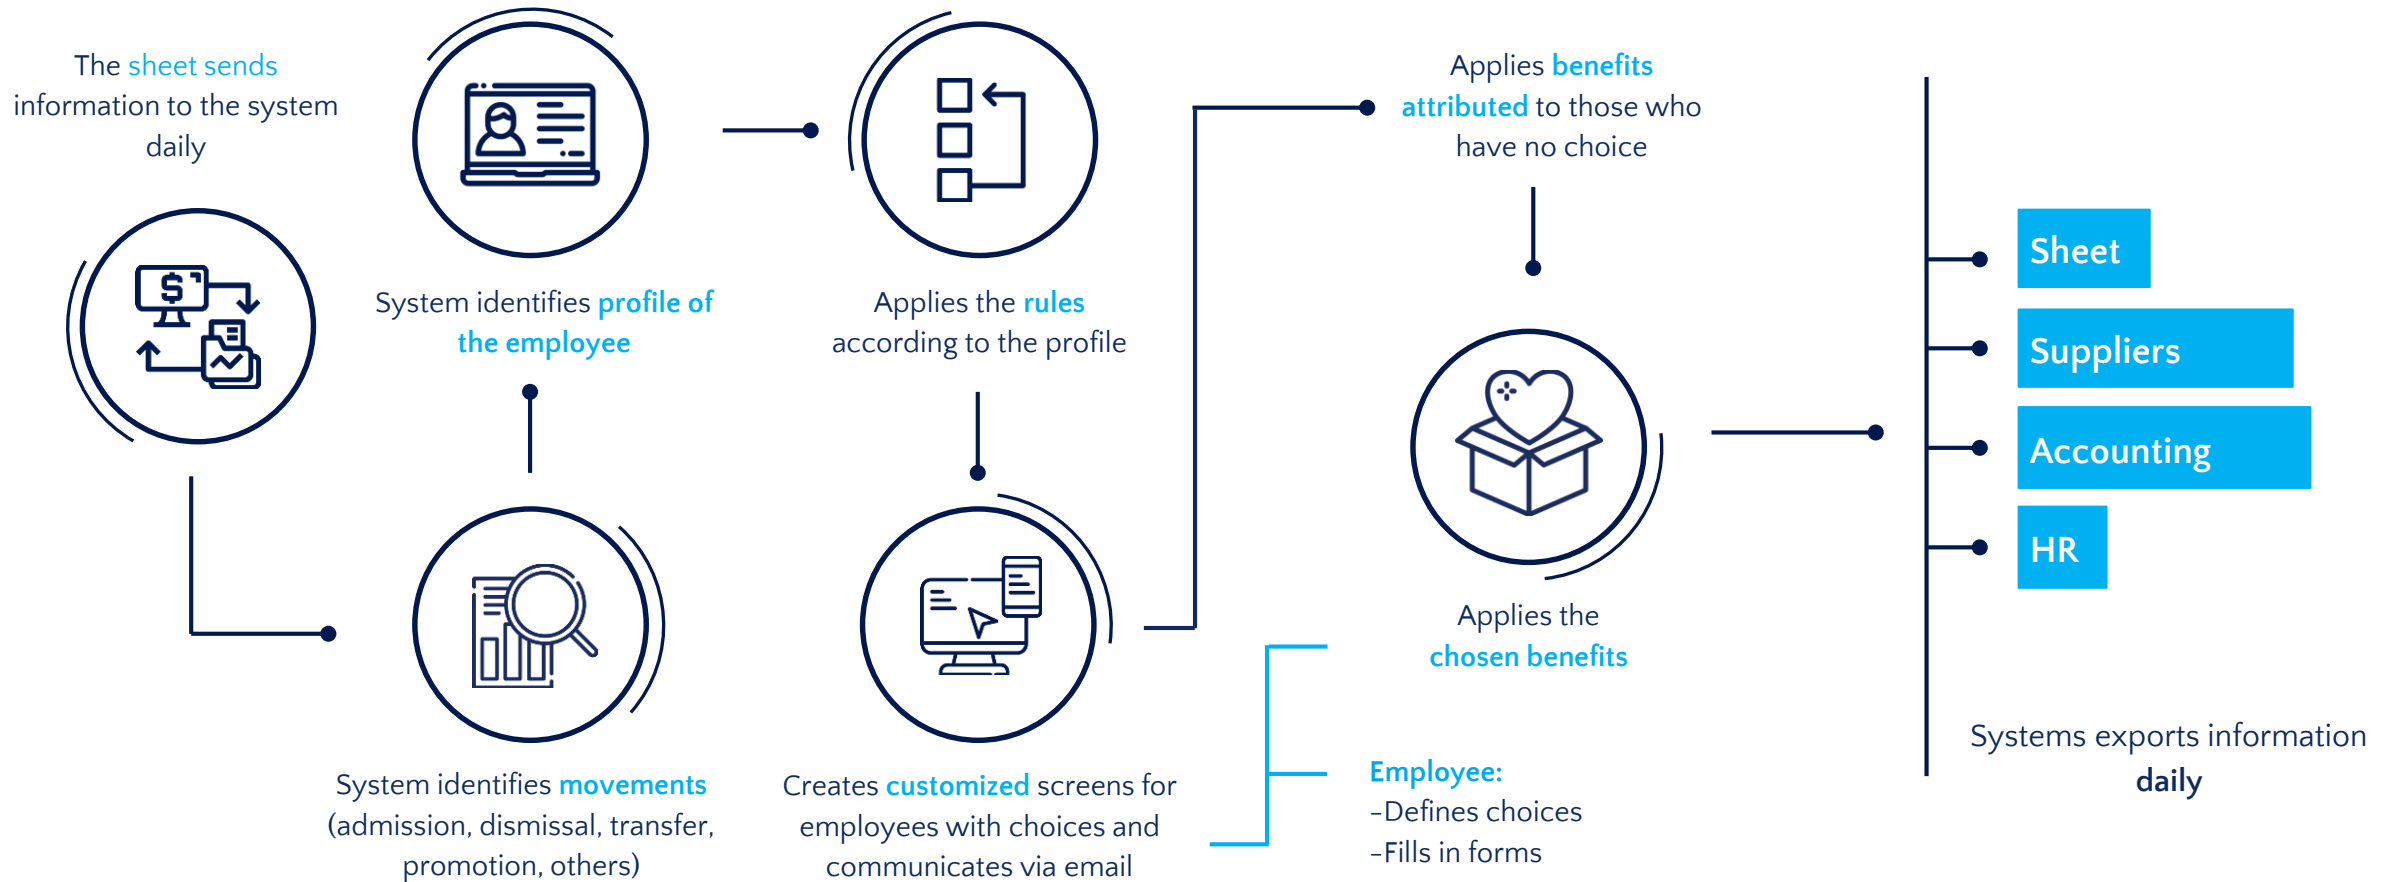 The sheet sends
information to the system
daily
System identifies profile of
the employee
Applies the rules
according to the profile
System identifies movements
(admission, dismissal, transfer,
promotion, others)
Creates customized screens for
employees with choices and
communicates via email
Applies benefits
attributed to those who
have no choice
Applies the
chosen benefits
Employee:
-Defines choices
-Fills in forms
Sheet
Suppliers
Accounting
HR
Systems exports information
daily
$